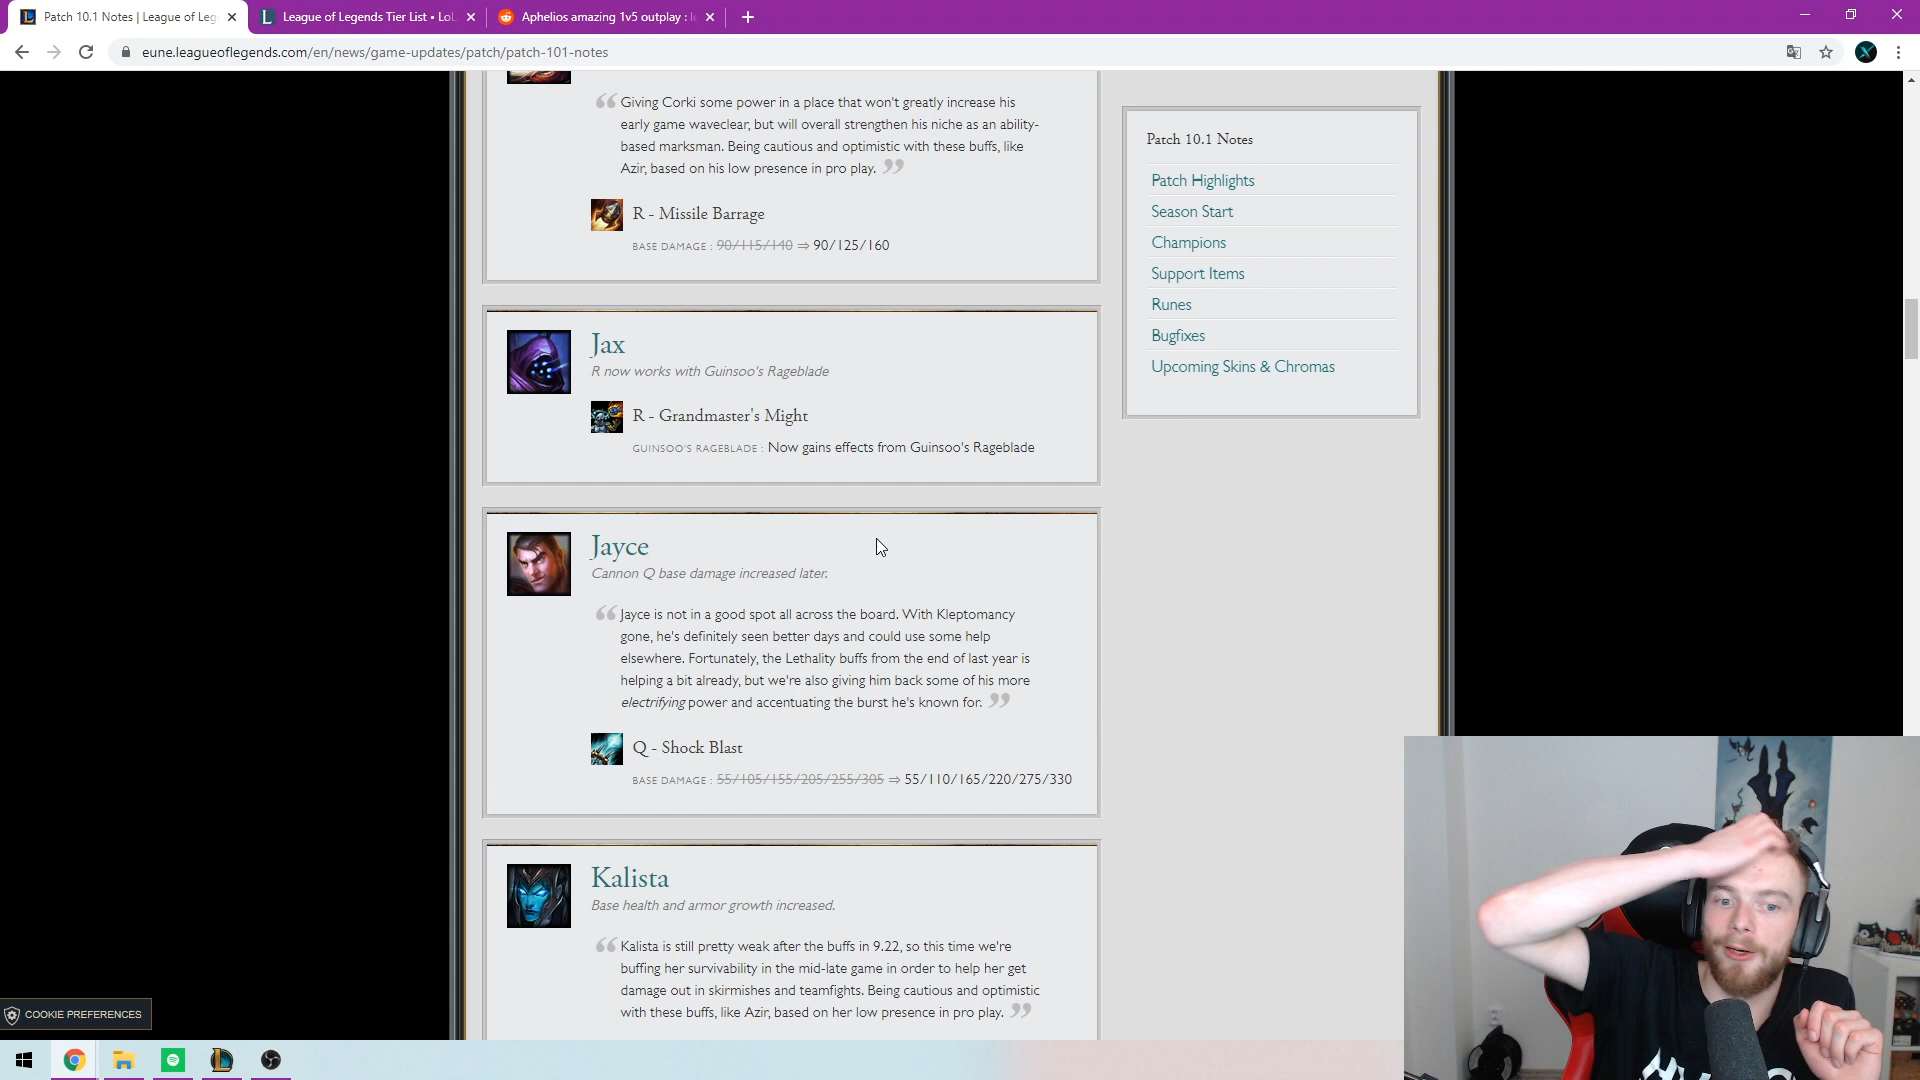 Patch 10.1 Notes | League of Leg
League of Legends Tier List • LoL
Aphelios amazing 1v5 outplay : le
eune.leagueoflegends.com/en/news/game-updates/patch/patch-101-notes
Giving Corki some power in a place that won't greatly increase his
early game waveclear, but will overall strengthen his niche as an ability-
based marksman. Being cautious and optimistic with these buffs, like
Azir, based on his low presence in pro play.
R - Missile Barrage
BASE DAMAGE : 90/115/140 ⇒ 90/125/160
Jax
R now works with Guinsoo's Rageblade
R - Grandmaster's Might
GUINSOO'S RAGEBLADE : Now gains effects from Guinsoo's Rageblade
Jayce
Cannon Q base damage increased later.
Jayce is not in a good spot all across the board. With Kleptomancy
gone, he's definitely seen better days and could use some help
elsewhere. Fortunately, the Lethality buffs from the end of last year is
helping a bit already, but we're also giving him back some of his more
electrifying power and accentuating the burst he's known for.
Q - Shock Blast
BASE DAMAGE : 55/105/155/205/255/305 ⇒ 55/110/165/220/275/330
Kalista
Base health and armor growth increased.
Kalista is still pretty weak after the buffs in 9.22, so this time we're
buffing her survivability in the mid-late game in order to help her get
damage out in skirmishes and teamfights. Being cautious and optimistic
with these buffs, like Azir, based on her low presence in pro play.
Patch 10.1 Notes
Patch Highlights
Season Start
Champions
Support Items
Runes
Bugfixes
Upcoming Skins & Chromas
COOKIE PREFERENCES